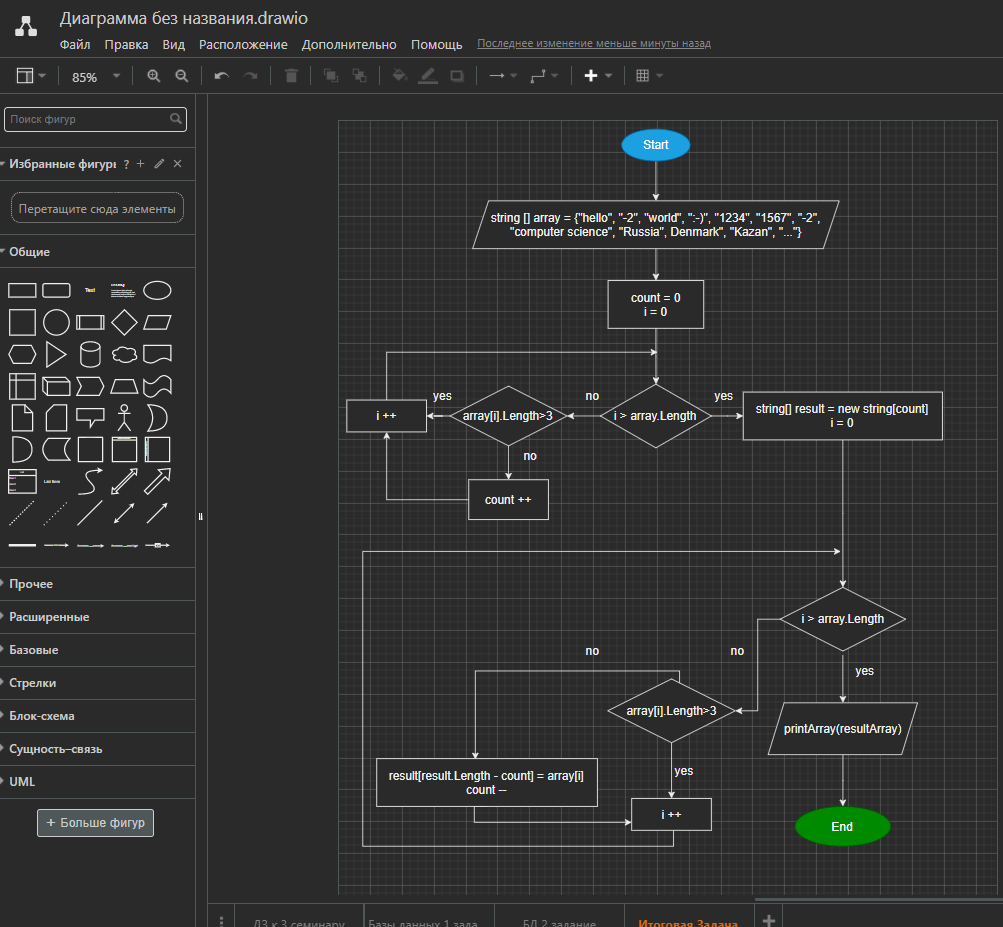 Диаграмма без названия.drawio
Файл Правка Вид Расположение Дополнительно Помощь Последнее изменение меньше минуты назад
85%
Поиск фигур
Избранные фигуры ? + ✕
Перетащите сюда элементы
Общие
Text
Прочее
Расширенные
Базовые
Стрелки
Блок-схема
Сущность–связь
UML
+ Больше фигур
Start
string [] array = {"hello", "-2", "world", ":-)", "1234", "1567", "-2",
"computer science", "Russia", Denmark", "Kazan", "..."}
count = 0
i = 0
i > array.Length
no
yes
array[i].Length>3
yes
i ++
no
count ++
string[] result = new string[count]
i = 0
i > array.Length
no
yes
array[i].Length>3
no
yes
result[result.Length - count] = array[i]
count --
i ++
printArray(resultArray)
End
ДЗ к 3 семинару
Базы данных 1 зада
БД 2 задание
Итоговая Задача